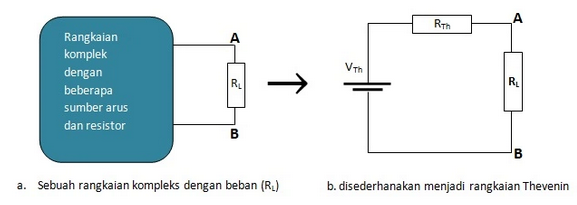 Rangkaian
komplek
dengan
beberapa
sumber arus
dan resistor
A
RL
B
VTh
RTh
A
RL
B
a. Sebuah rangkaian kompleks dengan beban (RL)
b. disederhanakan menjadi rangkaian Thevenin